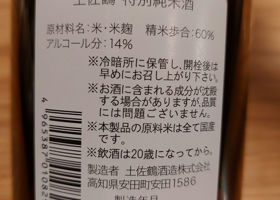 土佐鶴 特別純米酒
原材料名:米・米麹 精米歩合:60%
アルコール分:14%
※冷暗所に保管し、開栓後は
早めにお召し上がり下さい。
※お酒に含まれる成分が沈殿
する場合がありますが、品質
には問題ございません。
※本製品の原料米は全て国産
です。
※飲酒は20歳になってから。
製造者 土佐鶴酒造株式会社
高知県安田町安田1586
製造年月
4965287 01082